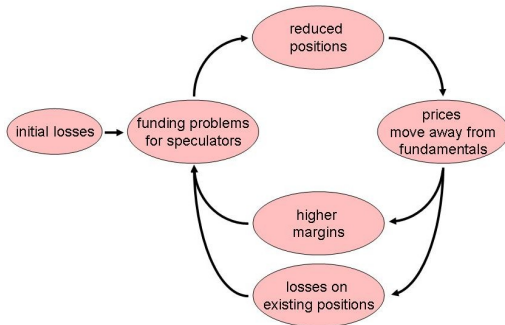 reduced
positions
initial losses
funding problems
for speculators
prices
move away from
fundamentals
higher
margins
losses on
existing positions